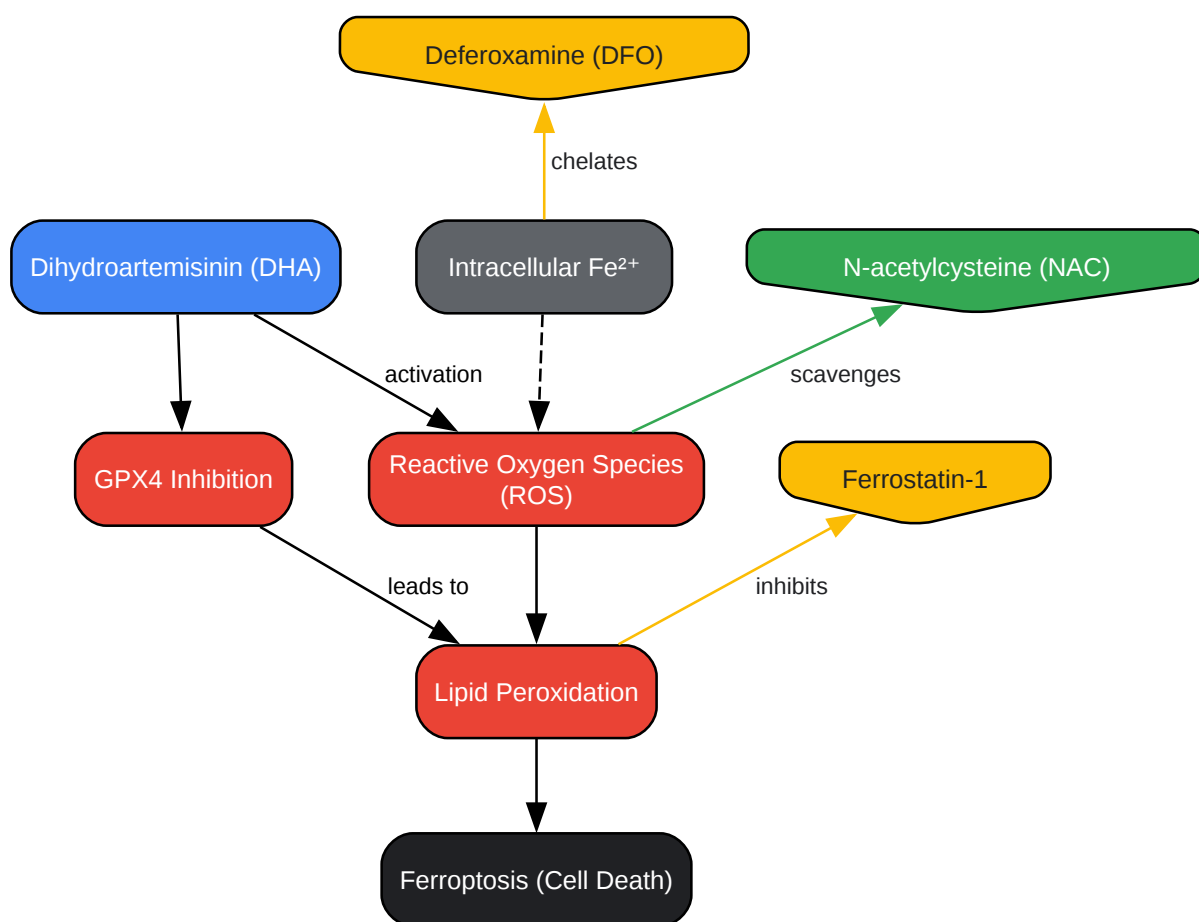 Deferoxamine (DFO)
chelates
Dihydroartemisinin (DHA)
Intracellular Fe²⁺
N-acetylcysteine (NAC)
activation
scavenges
GPX4 Inhibition
Reactive Oxygen Species
(ROS)
Ferrostatin-1
leads to
inhibits
Lipid Peroxidation
Ferroptosis (Cell Death)